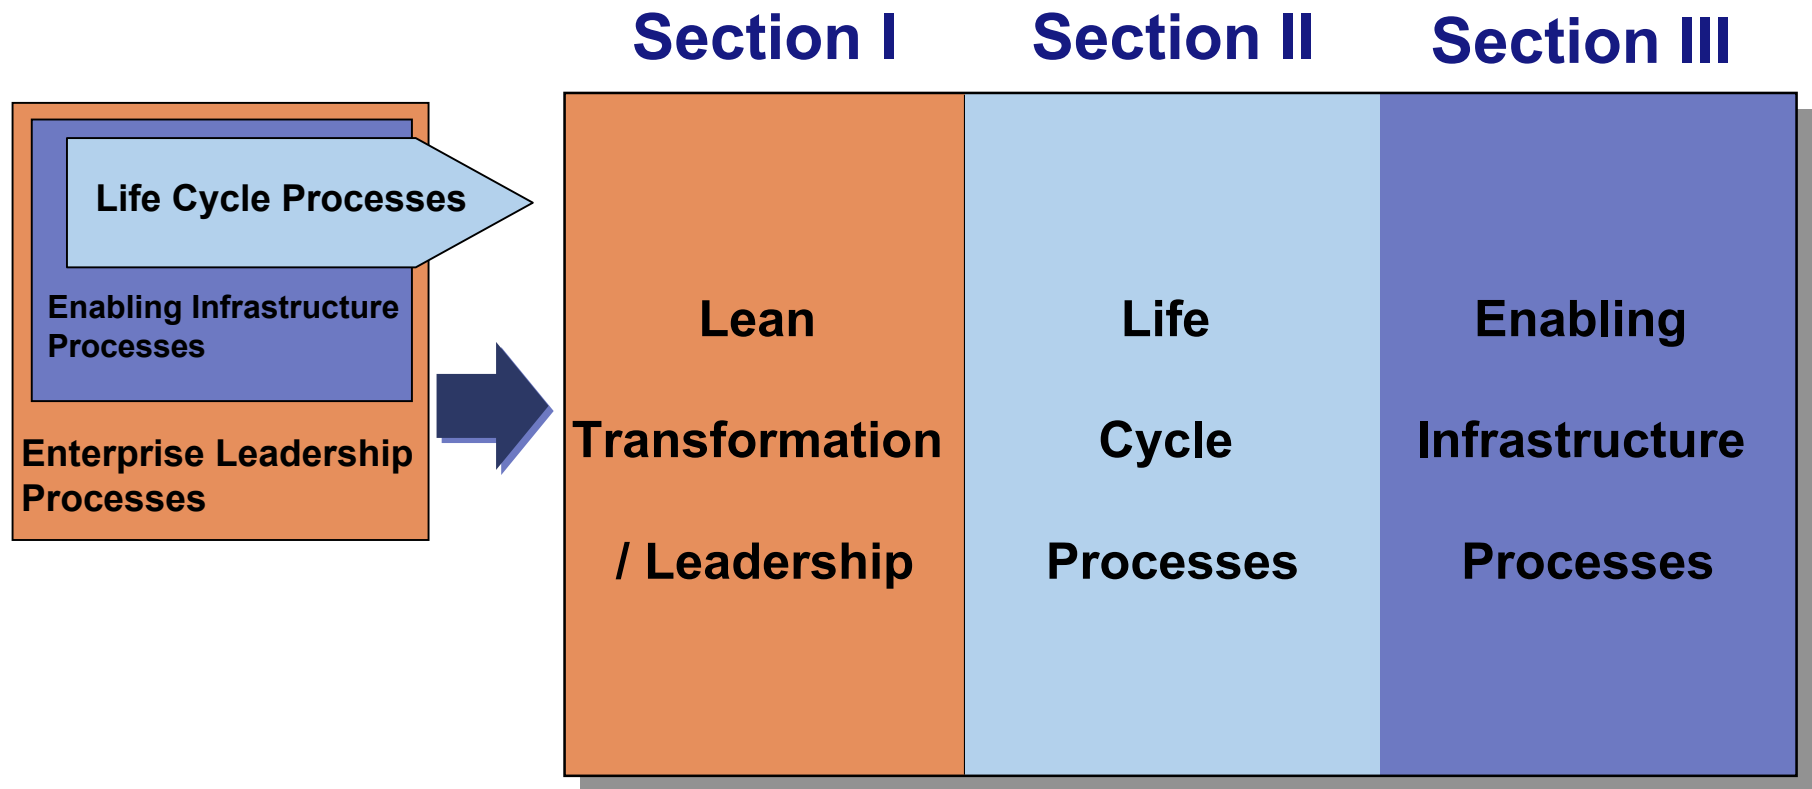 Section I
Section II
Section III
Life Cycle Processes
Enabling Infrastructure
Processes
Enterprise Leadership
Processes
Lean
Transformation
/ Leadership
Life
Cycle
Processes
Enabling
Infrastructure
Processes